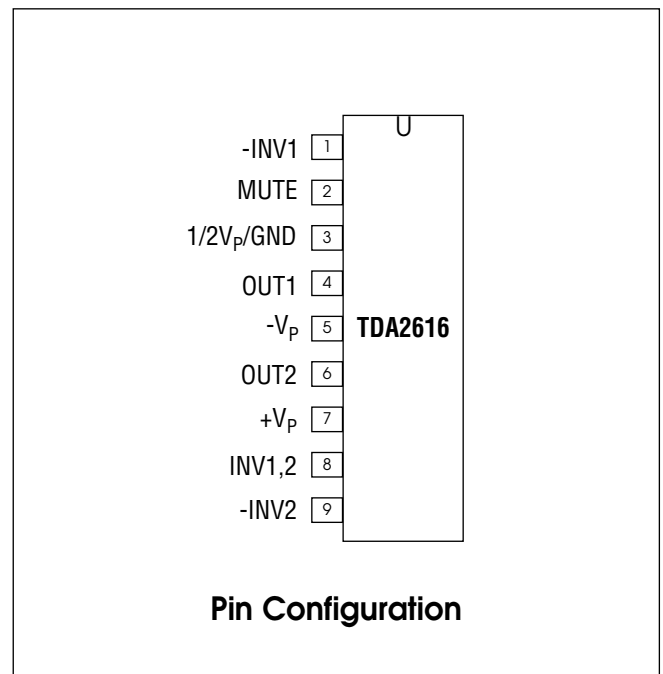 -INV1 1
MUTE 2
1/2VP/GND 3
OUT1 4
-VP 5 TDA2616
OUT2 6
+VP 7
INV1,2 8
-INV2 9
Pin Configuration